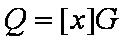 Q = [x]G